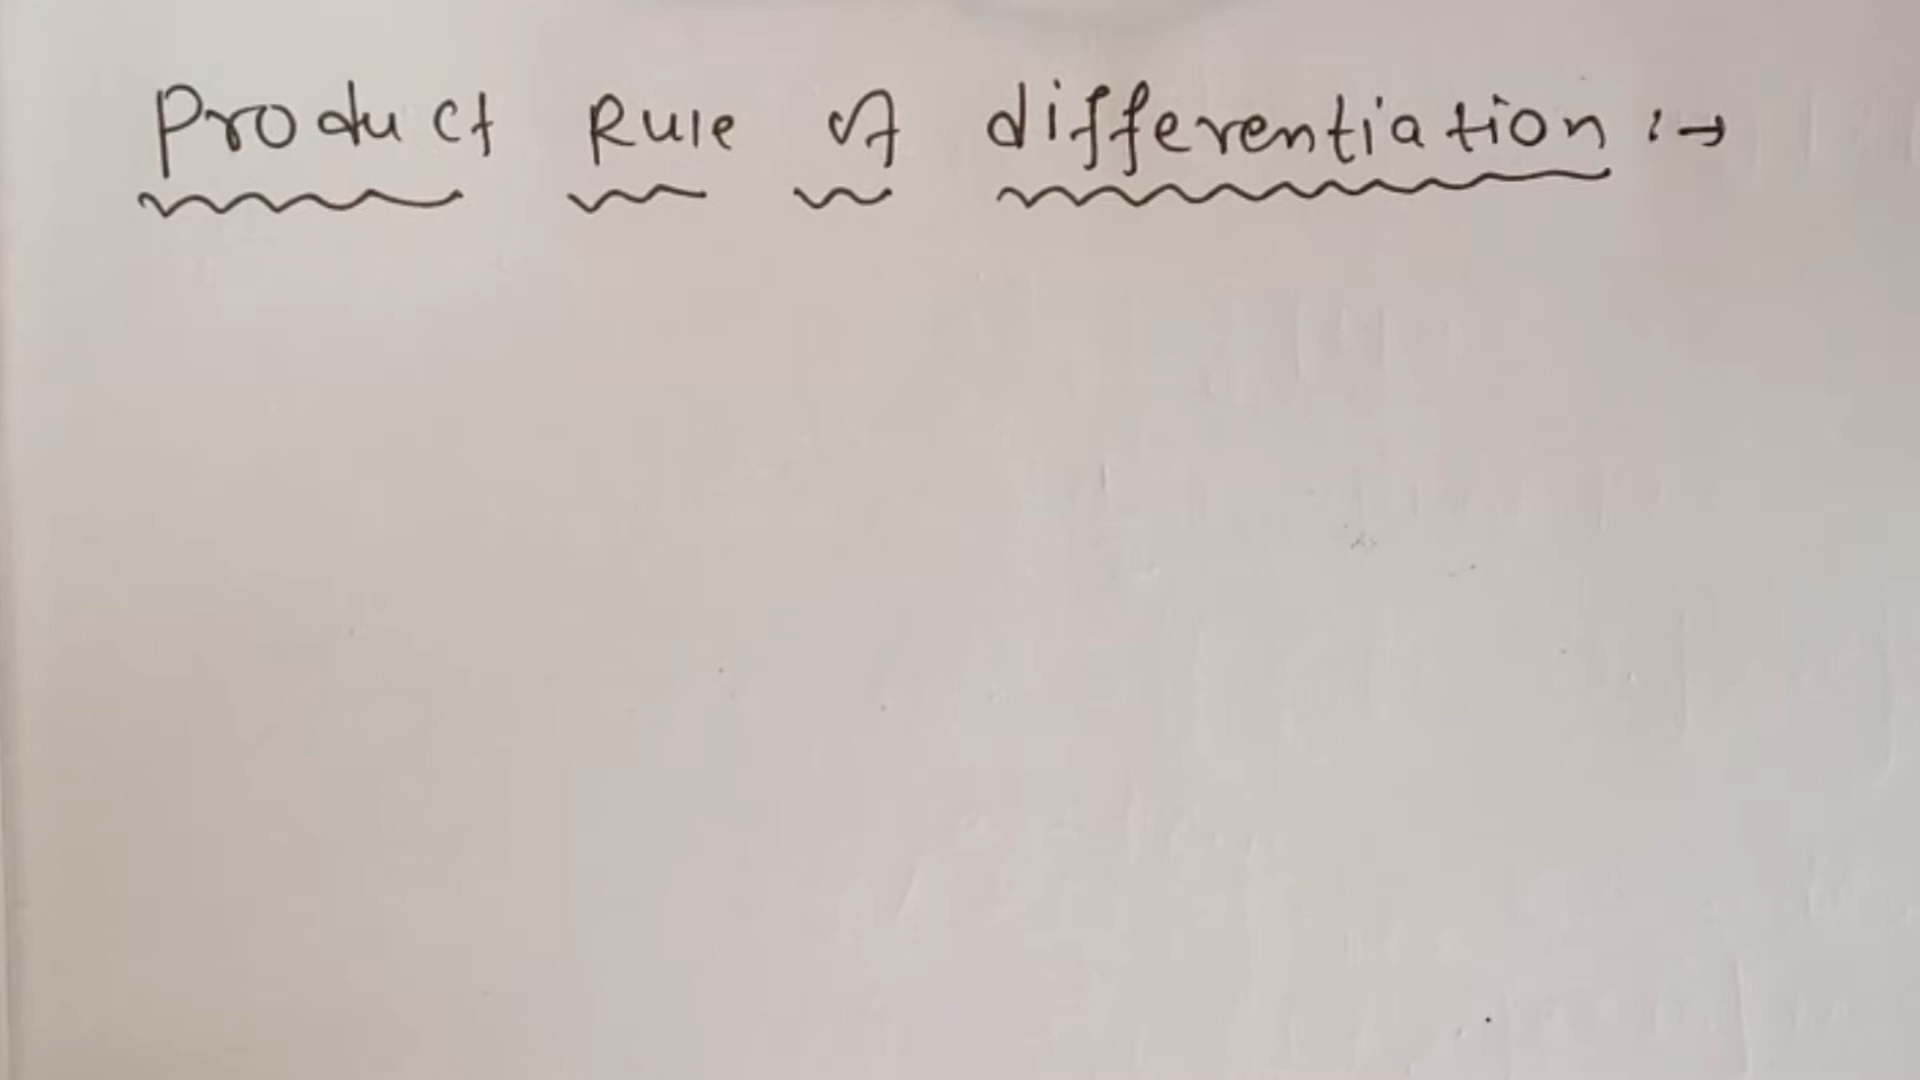 Product Rule of differentiation :→